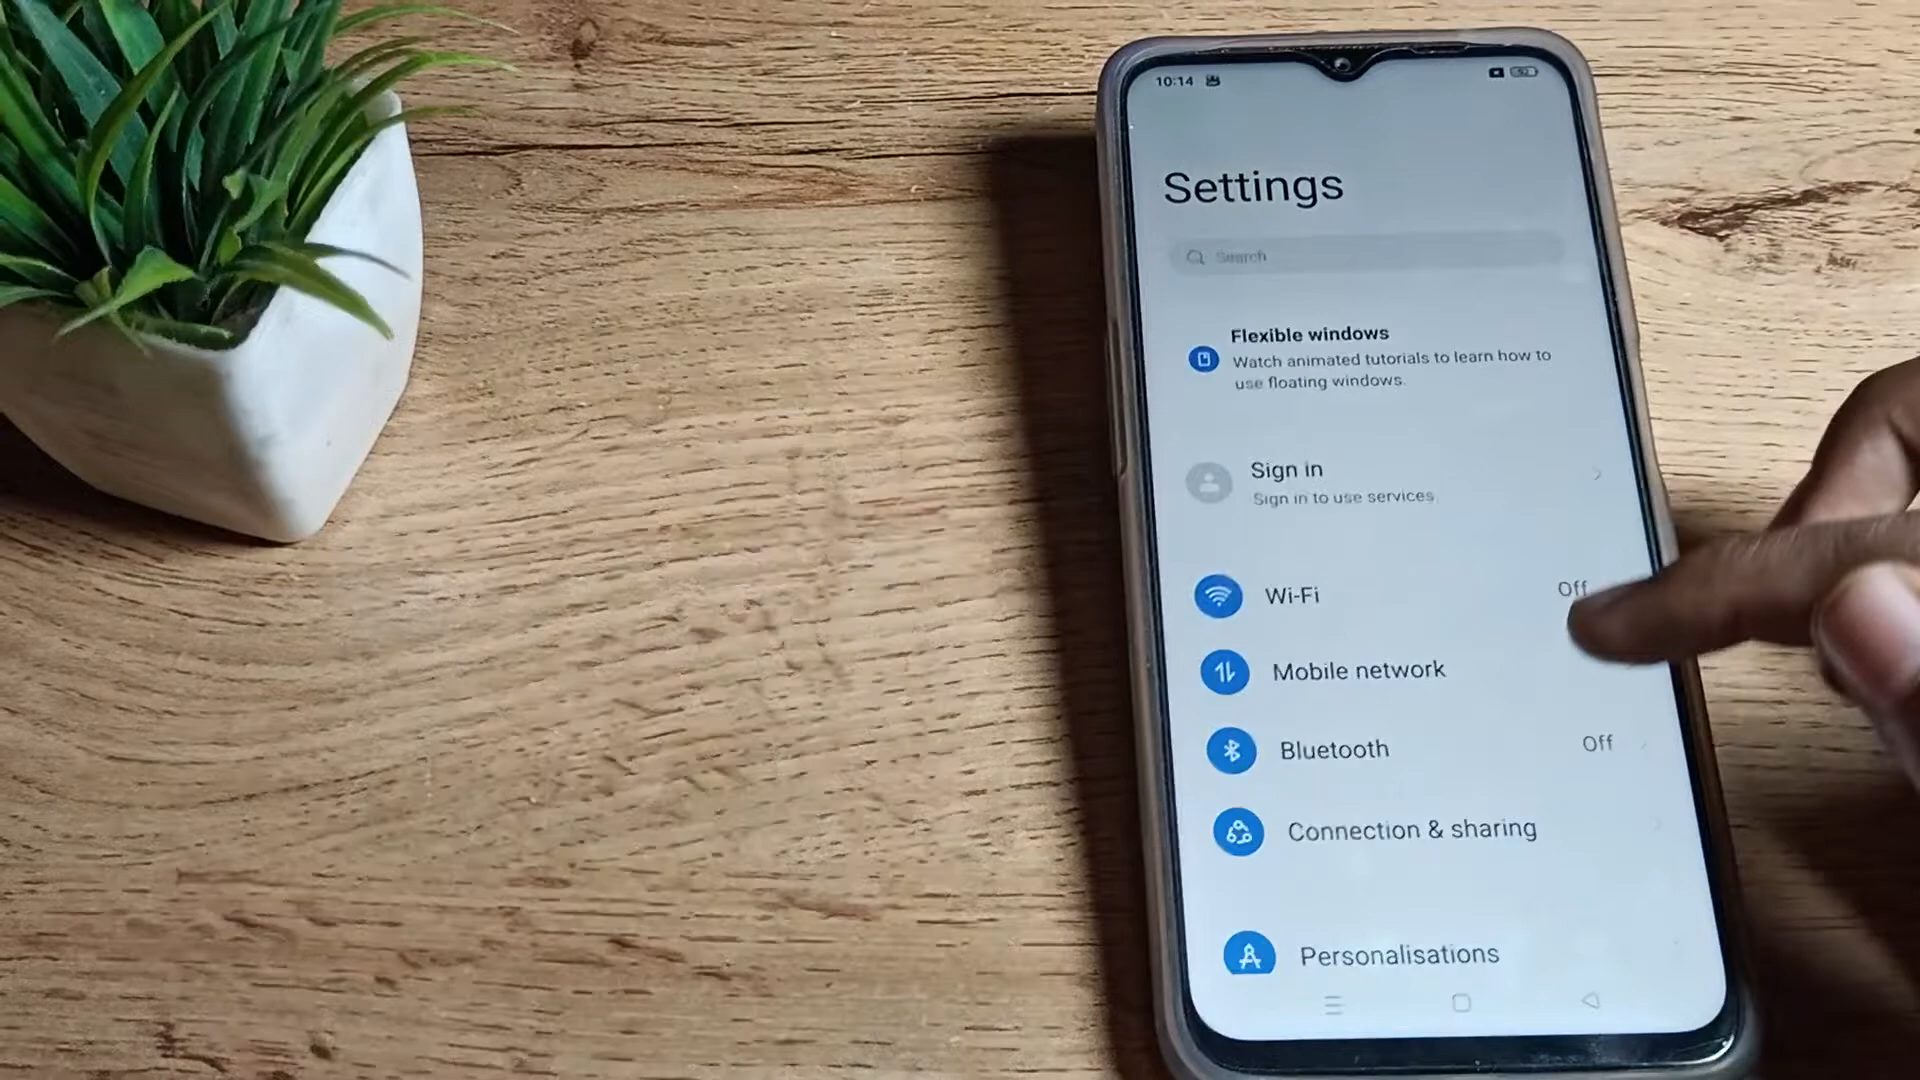 10:14
Settings
Search
Flexible windows
Watch animated tutorials to learn how to
use floating windows.
Sign in
Sign in to use services
Wi-Fi Off
Mobile network
Bluetooth Off
Connection & sharing
Personalisations